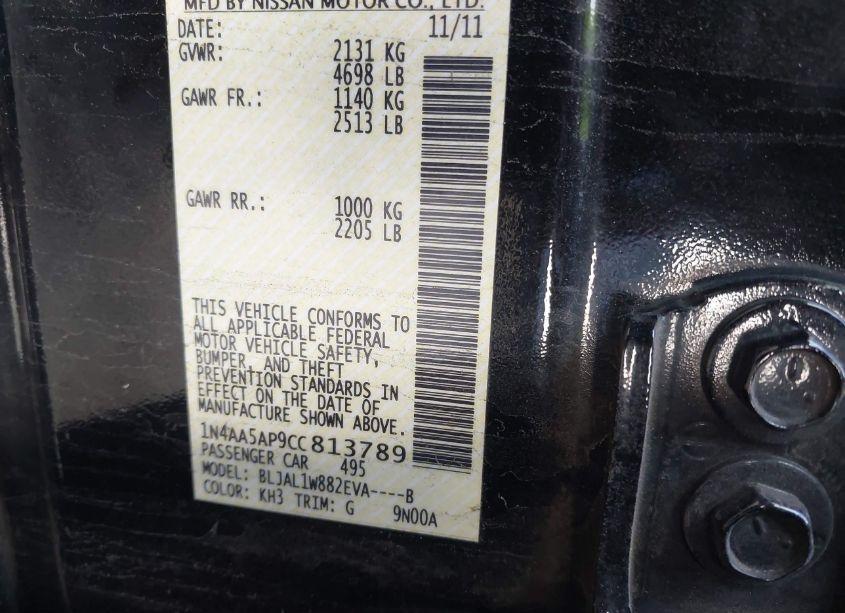 MFD BY NISSAN MOTOR CO., LTD.
DATE: 11/11
GVWR: 2131 KG
4698 LB
GAWR FR.: 1140 KG
2513 LB
GAWR RR.: 1000 KG
2205 LB
THIS VEHICLE CONFORMS TO
ALL APPLICABLE FEDERAL
MOTOR VEHICLE SAFETY,
BUMPER, AND THEFT
PREVENTION STANDARDS IN
EFFECT ON THE DATE OF
MANUFACTURE SHOWN ABOVE.
1N4AA5AP9CC813789
PASSENGER CAR 495
MODEL: BLJAL1W882EVA----B
COLOR: KH3 TRIM: G 9N00A